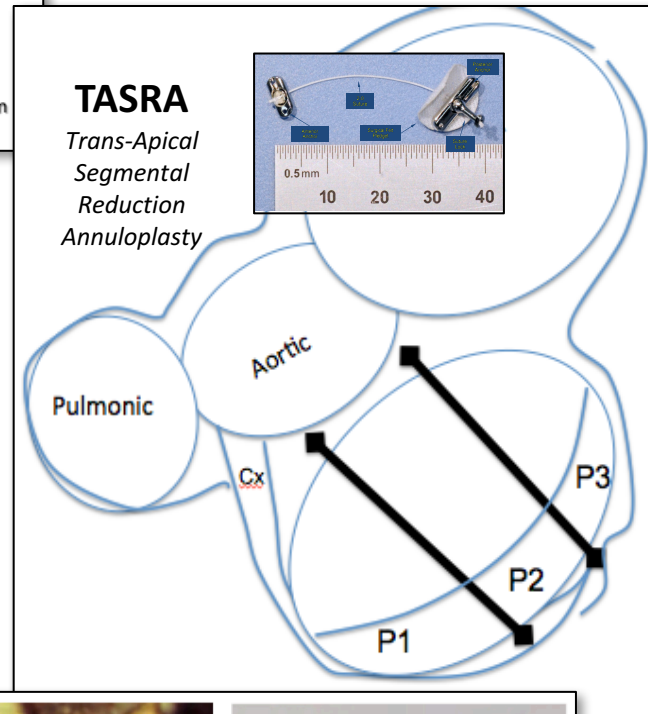 TASRA
Trans-Apical
Segmental
Reduction
Annuloplasty
0.5mm
10 20 30 40
Aortic
Pulmonic
Cx
P3
P2
P1